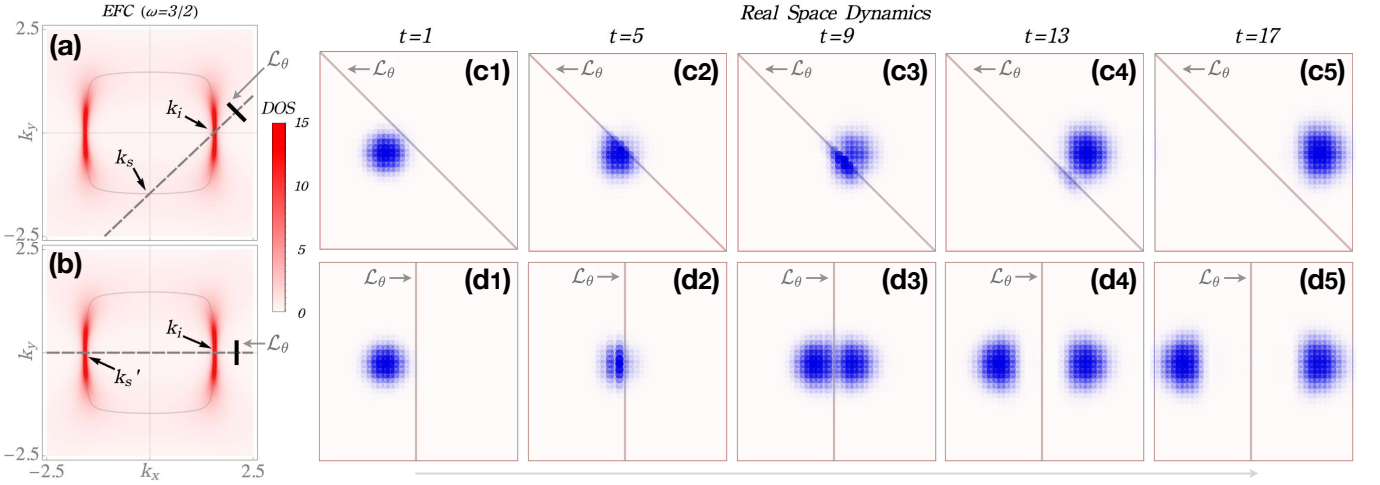 EFC (ω=3/2)
Real Space Dynamics
t=1
t=5
t=9
t=13
t=17
2.5
(a)
ℒθ
DOS
15
10
5
0
ki
ks
ky
−2.5
2.5
(b)
ki
ℒθ
ks'
ky
−2.5
−2.5
kx
2.5
ℒθ
(c1)
ℒθ
(c2)
ℒθ
(c3)
ℒθ
(c4)
ℒθ
(c5)
ℒθ
(d1)
ℒθ
(d2)
ℒθ
(d3)
ℒθ
(d4)
ℒθ
(d5)